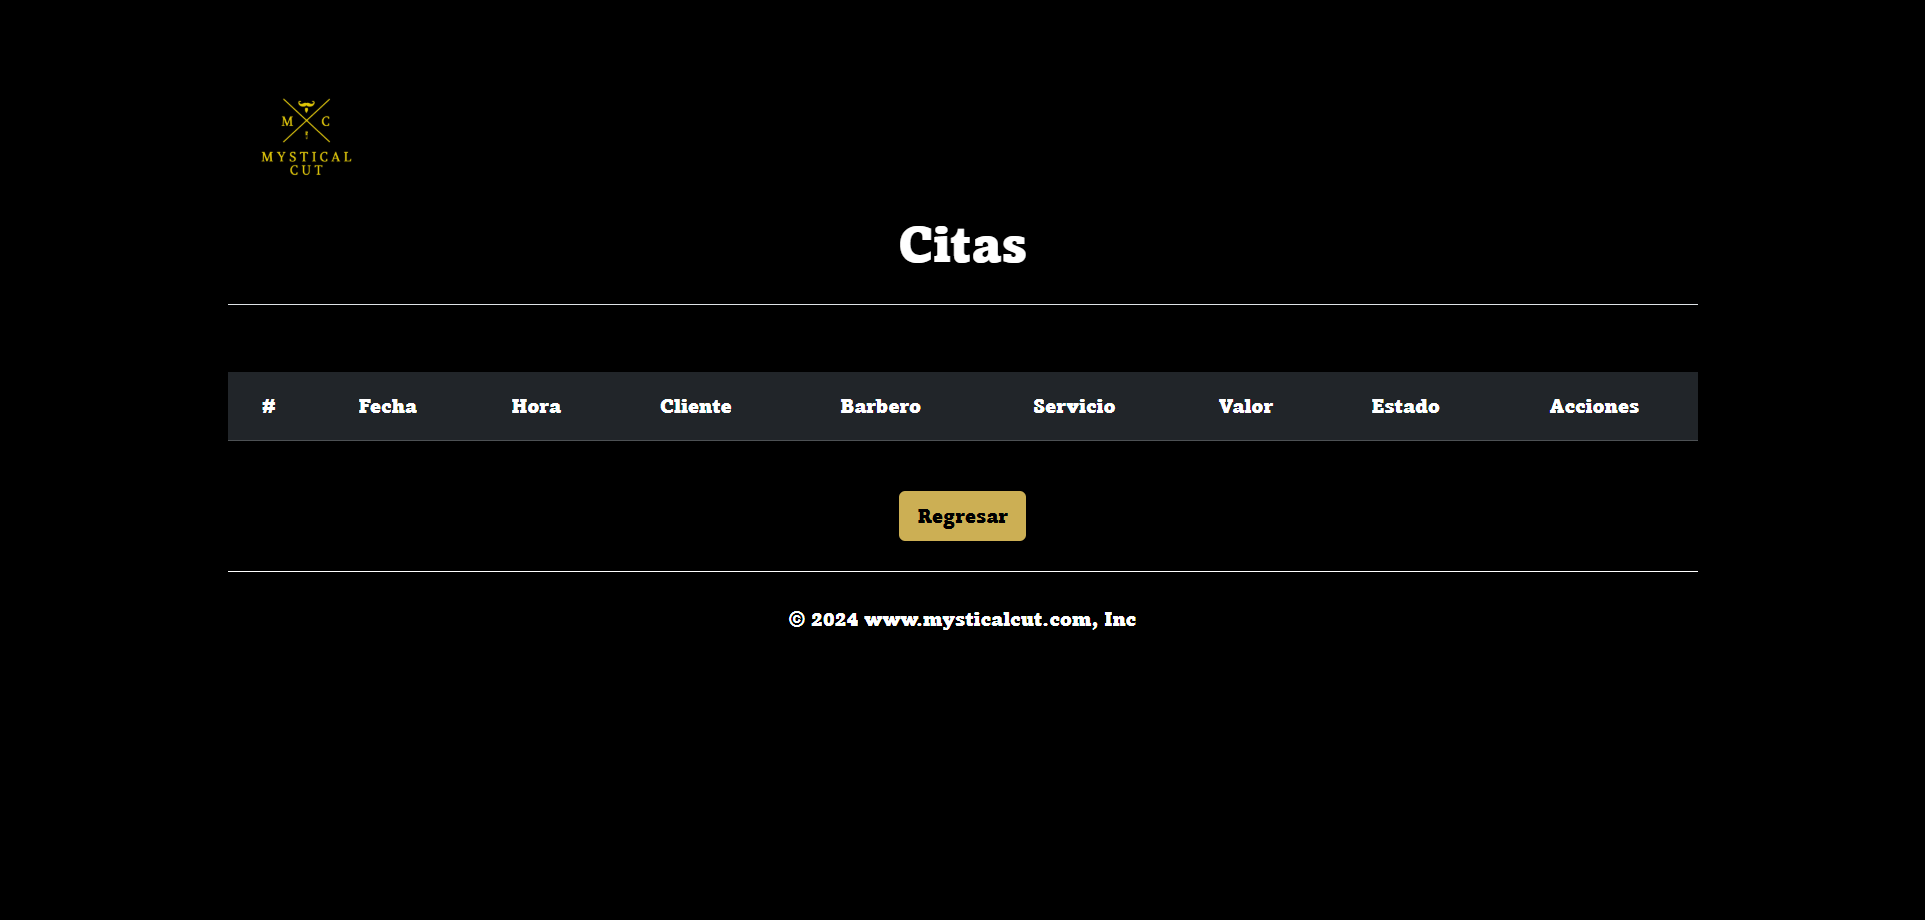 M C
MYSTICAL
CUT
Citas
# Fecha Hora Cliente Barbero Servicio Valor Estado Acciones
Regresar
© 2024 www.mysticalcut.com, Inc